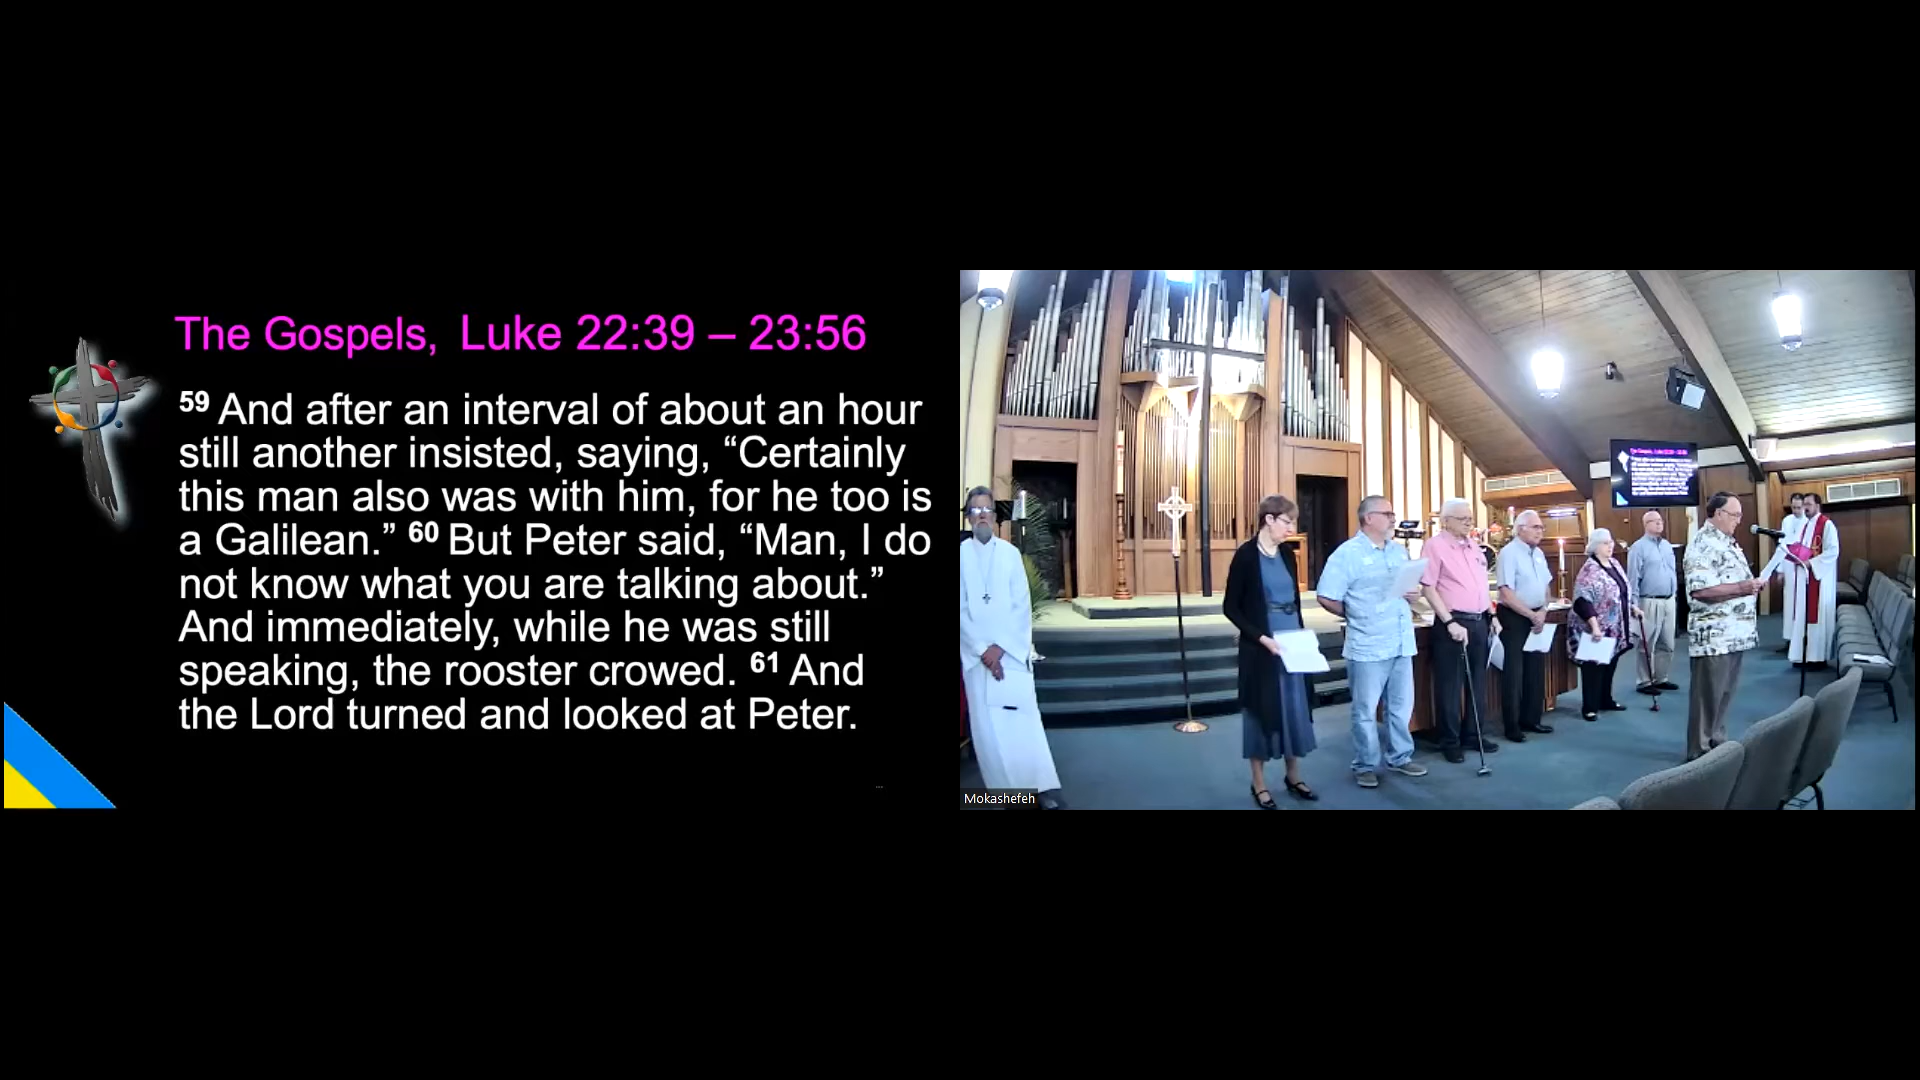 The Gospels, Luke 22:39 – 23:56
59 And after an interval of about an hour
still another insisted, saying, “Certainly
this man also was with him, for he too is
a Galilean.” 60 But Peter said, “Man, I do
not know what you are talking about.”
And immediately, while he was still
speaking, the rooster crowed. 61 And
the Lord turned and looked at Peter.
Mokashefeh